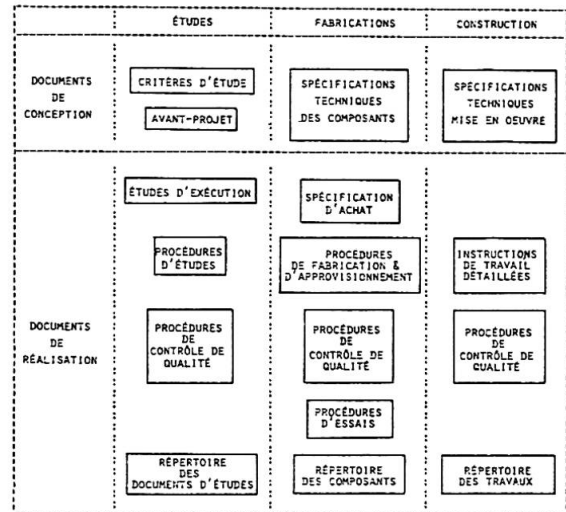 ÉTUDES
FABRICATIONS
CONSTRUCTION
DOCUMENTS
DE
CONCEPTION
CRITÈRES D'ÉTUDE
AVANT-PROJET
SPÉCIFICATIONS
TECHNIQUES
DES COMPOSANTS
SPÉCIFICATIONS
TECHNIQUES
MISE EN OEUVRE
DOCUMENTS
DE
RÉALISATION
ÉTUDES D'EXÉCUTION
SPÉCIFICATION
D'ACHAT
PROCÉDURES
D'ÉTUDES
PROCÉDURES
DE FABRICATION &
D'APPROVISIONNEMENT
INSTRUCTIONS
DE TRAVAIL
DÉTAILLÉES
PROCÉDURES
DE
CONTRÔLE DE
QUALITÉ
PROCÉDURES
DE
CONTRÔLE DE
QUALITÉ
PROCÉDURES
DE
CONTRÔLE DE
QUALITÉ
PROCÉDURES
D'ESSAIS
RÉPERTOIRE
DES
DOCUMENTS D'ÉTUDES
RÉPERTOIRE
DES COMPOSANTS
RÉPERTOIRE
DES TRAVAUX